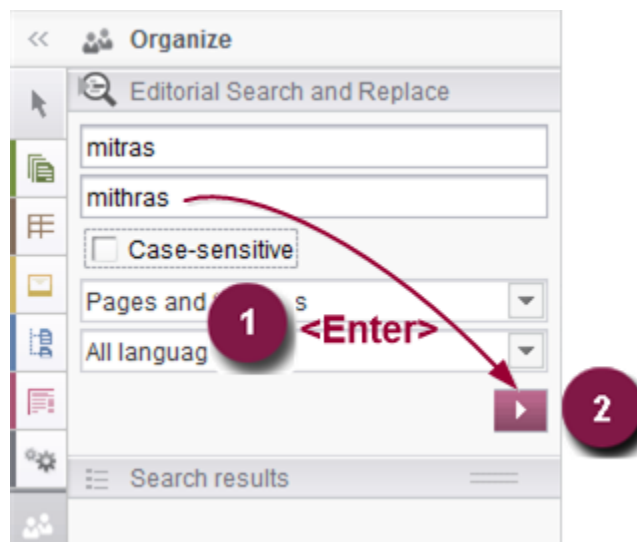 Organize
Editorial Search and Replace
mitras
mithras
Case-sensitive
Pages and s
1 <Enter>
All languag
2
Search results